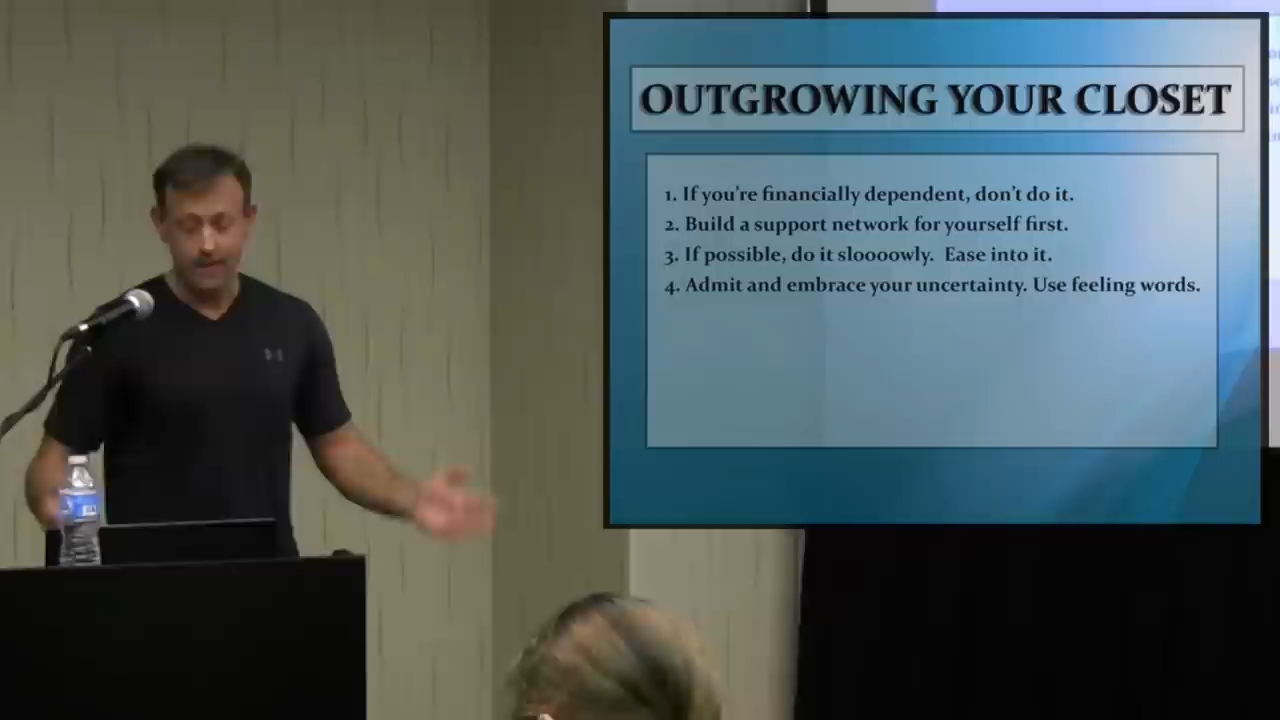 OUTGROWING YOUR CLOSET
1. If you're financially dependent, don't do it.
2. Build a support network for yourself first.
3. If possible, do it sloooowly.  Ease into it.
4. Admit and embrace your uncertainty. Use feeling words.